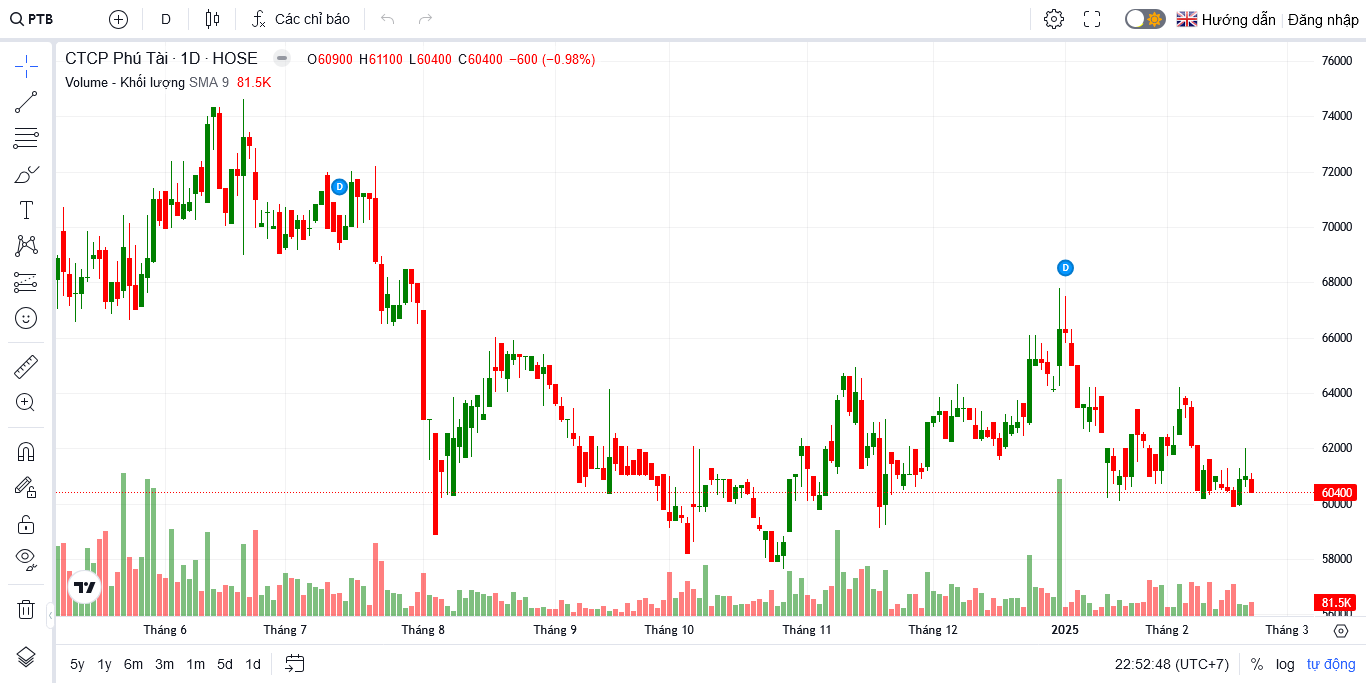 PTB D Các chỉ báo Hướng dẫn Đăng nhập
CTCP Phú Tài · 1D · HOSE O60900 H61100 L60400 C60400 −600 (−0.98%)
Volume - Khối lượng SMA 9 81.5K
76000
74000
72000
D
70000
D
68000
66000
64000
62000
60400
60000
58000
81.5K
56000
Tháng 6 Tháng 7 Tháng 8 Tháng 9 Tháng 10 Tháng 11 Tháng 12 2025 Tháng 2 Tháng 3
5y 1y 6m 3m 1m 5d 1d 22:52:48 (UTC+7) % log tự động